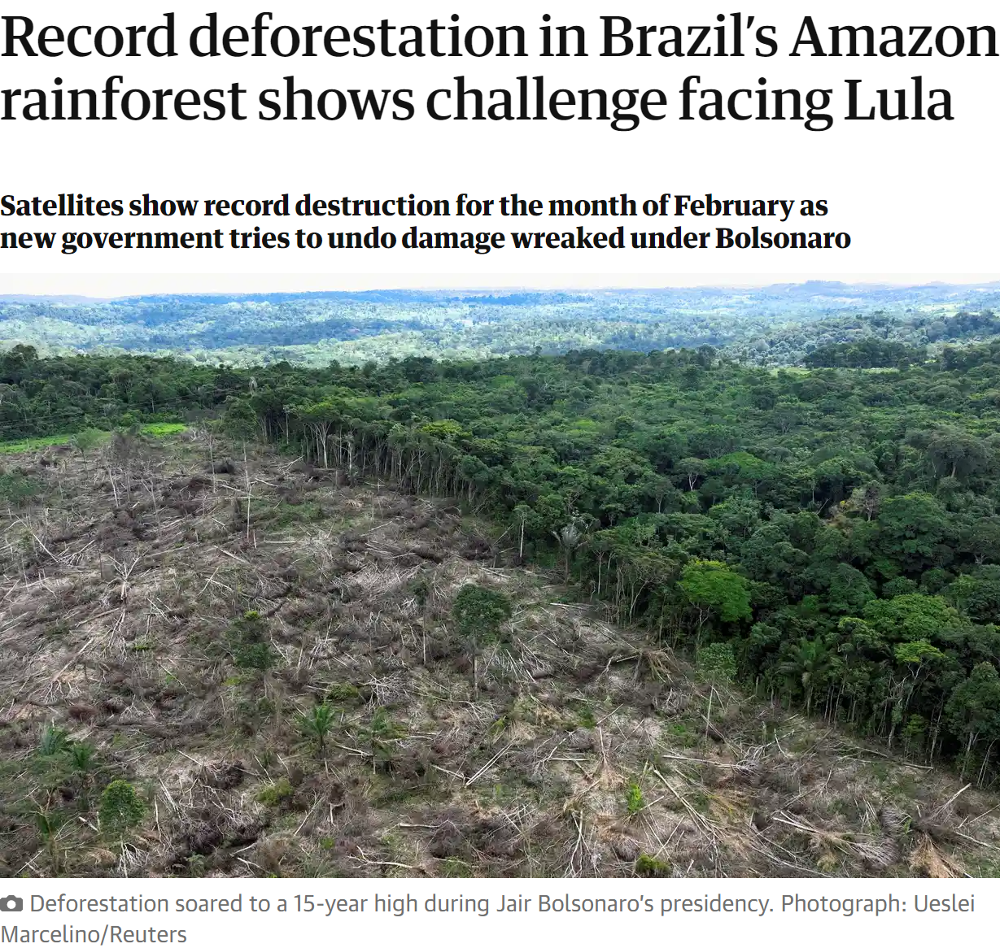 Record deforestation in Brazil’s Amazon
rainforest shows challenge facing Lula
Satellites show record destruction for the month of February as
new government tries to undo damage wreaked under Bolsonaro
Deforestation soared to a 15-year high during Jair Bolsonaro’s presidency. Photograph: Ueslei
Marcelino/Reuters